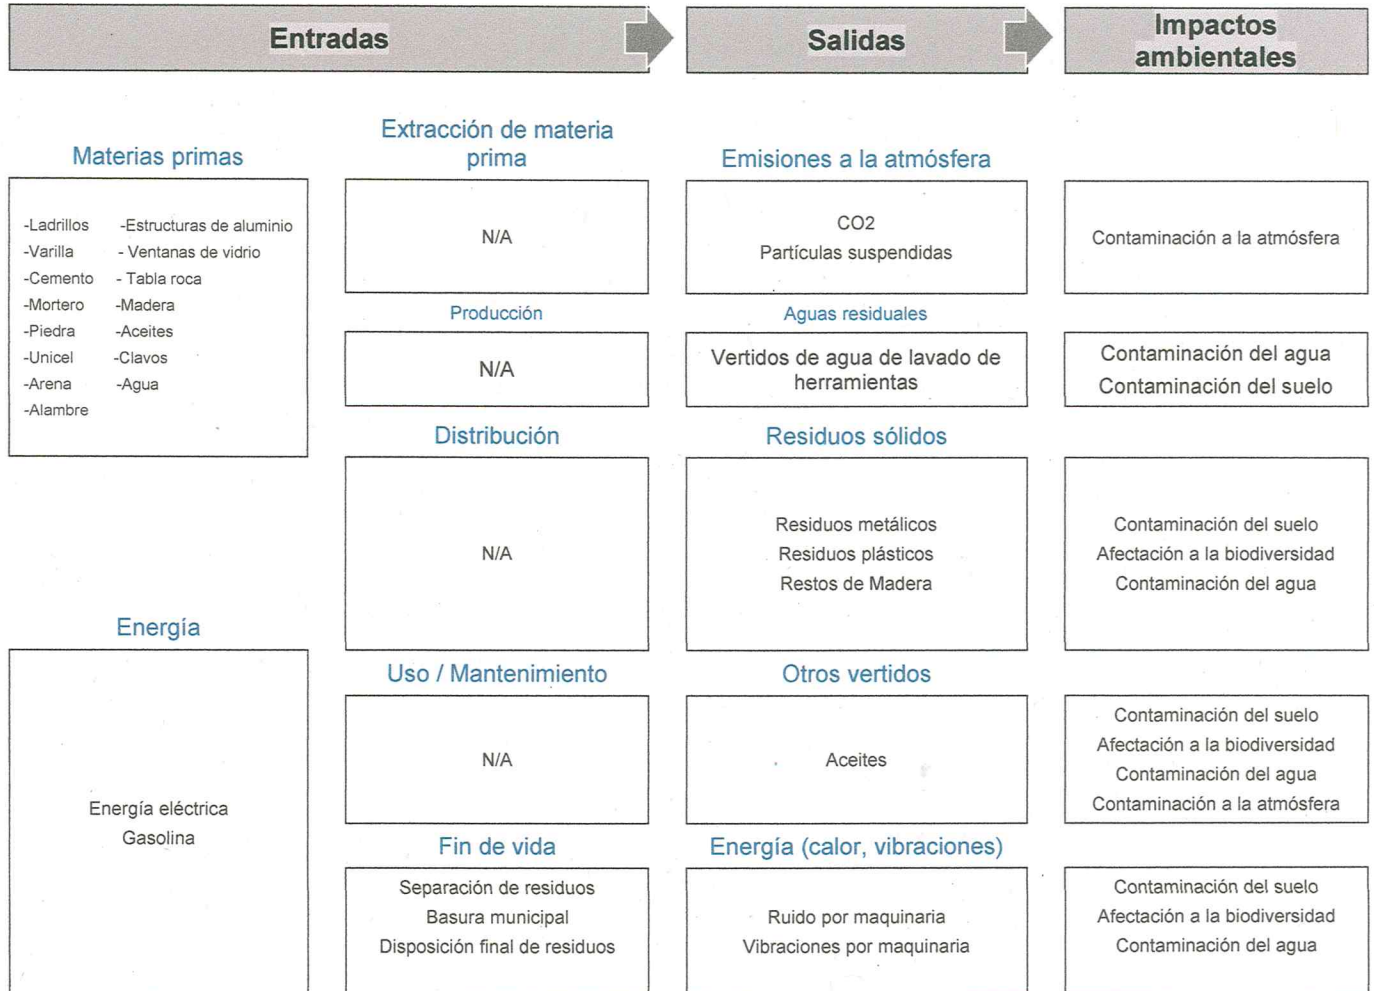 Entradas
Salidas
Impactos
ambientales
Materias primas
-Ladrillos -Estructuras de aluminio
-Varilla - Ventanas de vidrio
-Cemento - Tabla roca
-Mortero -Madera
-Piedra -Aceites
-Unicel -Clavos
-Arena -Agua
-Alambre
Energía
Energía eléctrica
Gasolina
Extracción de materia
prima
N/A
Producción
N/A
Distribución
N/A
Uso / Mantenimiento
N/A
Fin de vida
Separación de residuos
Basura municipal
Disposición final de residuos
Emisiones a la atmósfera
CO2
Partículas suspendidas
Aguas residuales
Vertidos de agua de lavado de
herramientas
Residuos sólidos
Residuos metálicos
Residuos plásticos
Restos de Madera
Otros vertidos
Aceites
Energía (calor, vibraciones)
Ruido por maquinaria
Vibraciones por maquinaria
Contaminación a la atmósfera
Contaminación del agua
Contaminación del suelo
Contaminación del suelo
Afectación a la biodiversidad
Contaminación del agua
Contaminación del suelo
Afectación a la biodiversidad
Contaminación del agua
Contaminación a la atmósfera
Contaminación del suelo
Afectación a la biodiversidad
Contaminación del agua